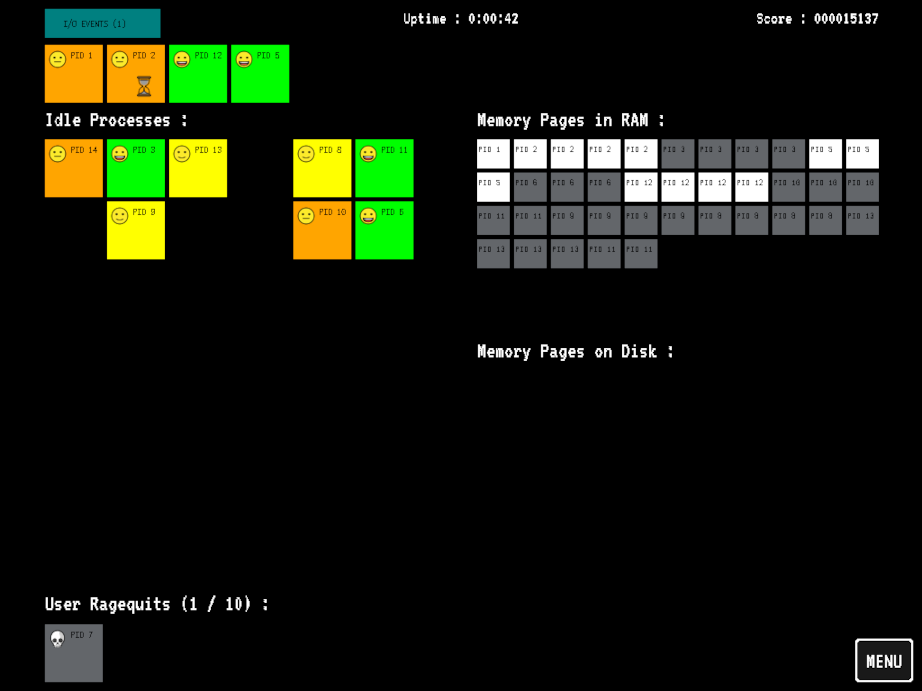 I/O EVENTS (1)
Uptime : 0:00:42
Score : 000015137
PID 1 PID 2 PID 12 PID 5
Idle Processes :
Memory Pages in RAM :
PID 14 PID 3 PID 13 PID 8 PID 11
PID 1 PID 2 PID 2 PID 2 PID 2 PID 3 PID 3 PID 3 PID 3 PID 5 PID 5
PID 5 PID 6 PID 6 PID 6 PID 12 PID 12 PID 12 PID 12 PID 10 PID 10 PID 10
PID 9 PID 10 PID 6
PID 11 PID 11 PID 9 PID 9 PID 9 PID 9 PID 8 PID 8 PID 8 PID 8 PID 13
PID 13 PID 13 PID 13 PID 11 PID 11
Memory Pages on Disk :
User Ragequits (1 / 10) :
PID 7
MENU